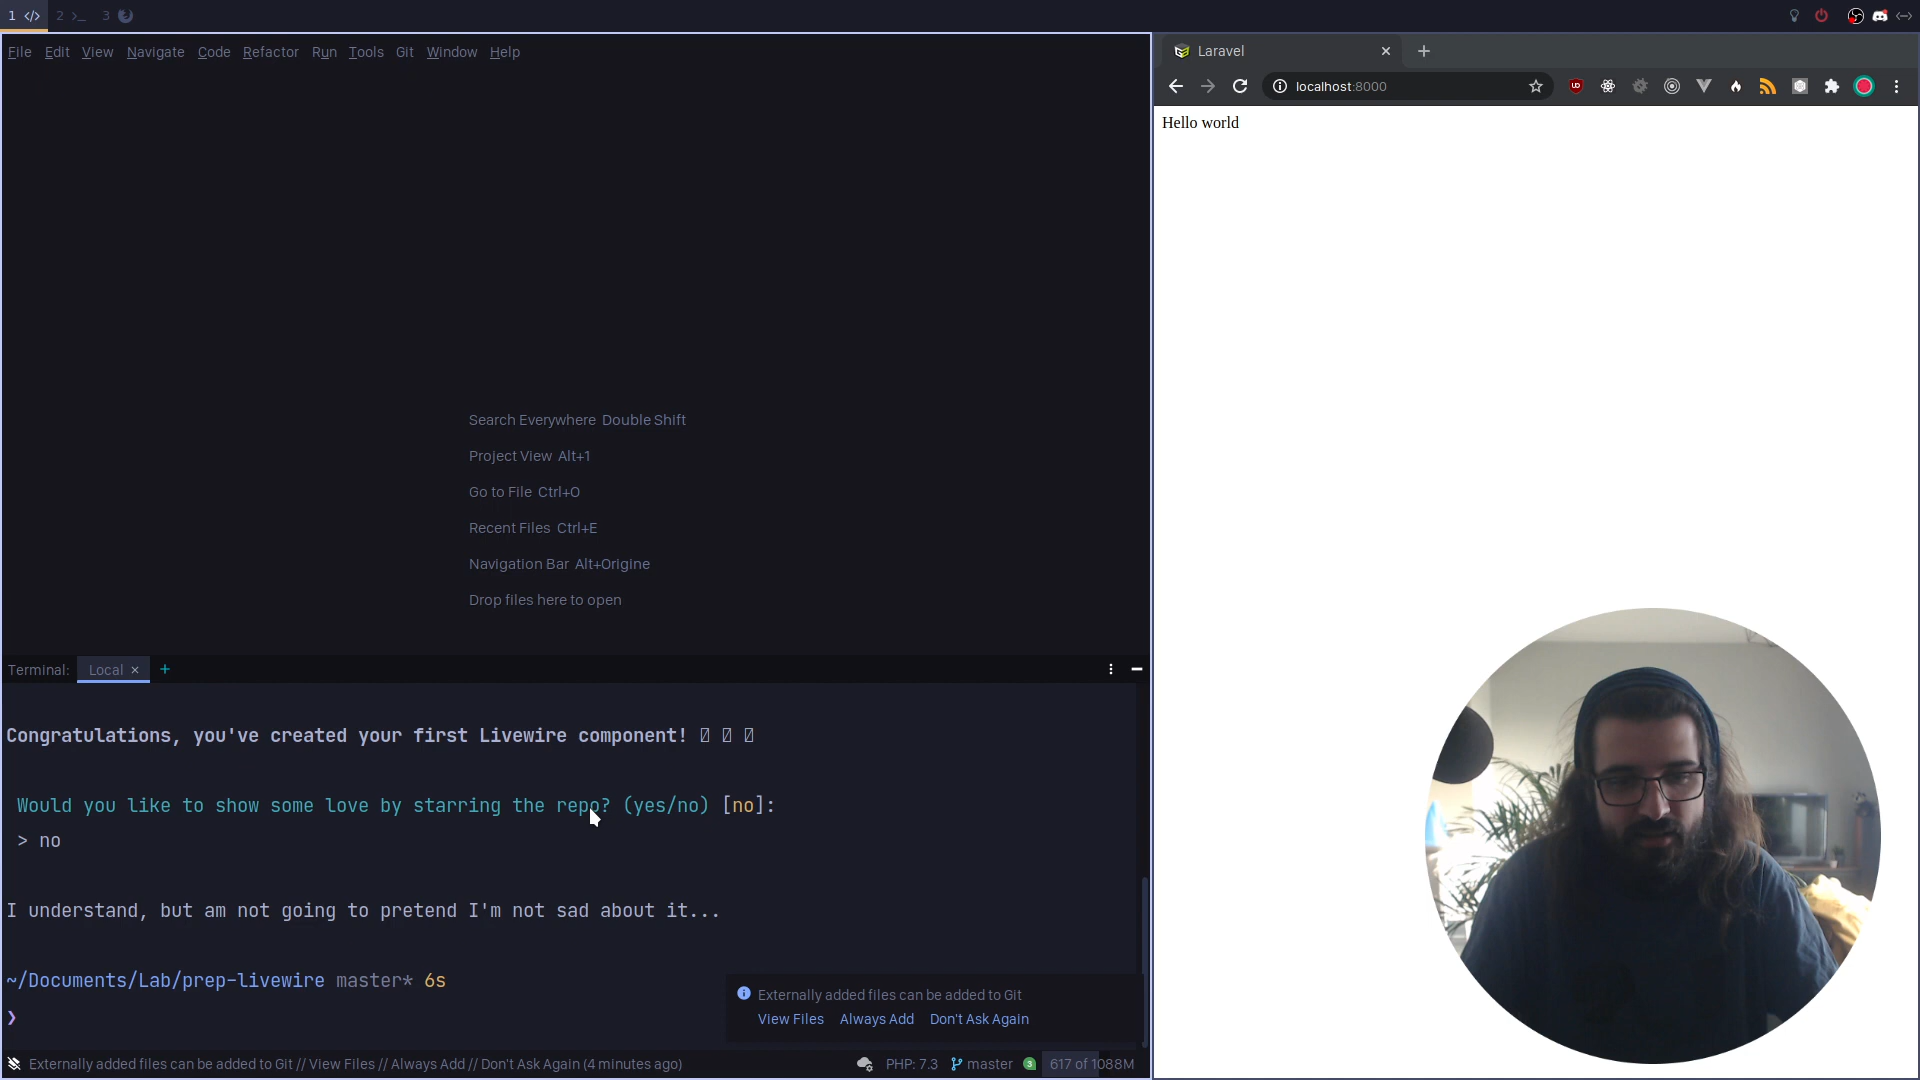 1 </> 2 >_ 3
File Edit View Navigate Code Refactor Run Tools Git Window Help
Laravel
localhost:8000
Hello world
Search Everywhere Double Shift
Project View Alt+1
Go to File Ctrl+O
Recent Files Ctrl+E
Navigation Bar Alt+Origine
Drop files here to open
Terminal: Local × +
Congratulations, you've created your first Livewire component!
Would you like to show some love by starring the repo? (yes/no) [no]:
> no
I understand, but am not going to pretend I'm not sad about it...
~/Documents/Lab/prep-livewire master* 6s
❯
Externally added files can be added to Git
View Files Always Add Don't Ask Again
Externally added files can be added to Git // View Files // Always Add // Don't Ask Again (4 minutes ago)
PHP: 7.3 master 3 617 of 1088M